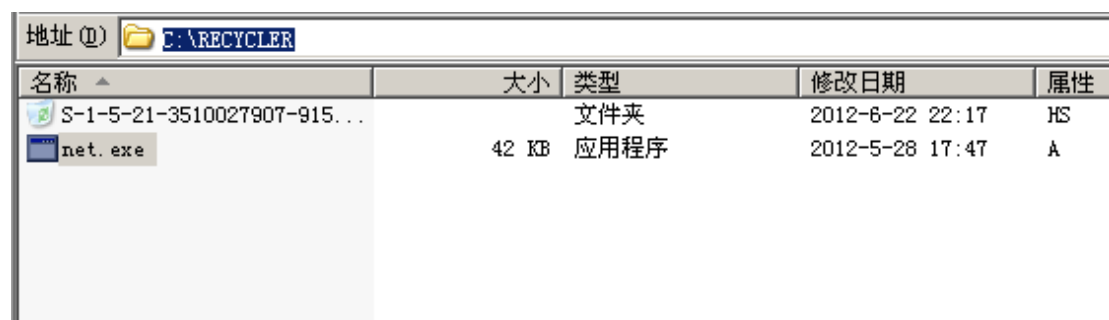 地址(D) C:\RECYCLER
名称 大小 类型 修改日期 属性
S-1-5-21-3510027907-915... 文件夹 2012-6-22 22:17 HS
net.exe 42 KB 应用程序 2012-5-28 17:47 A